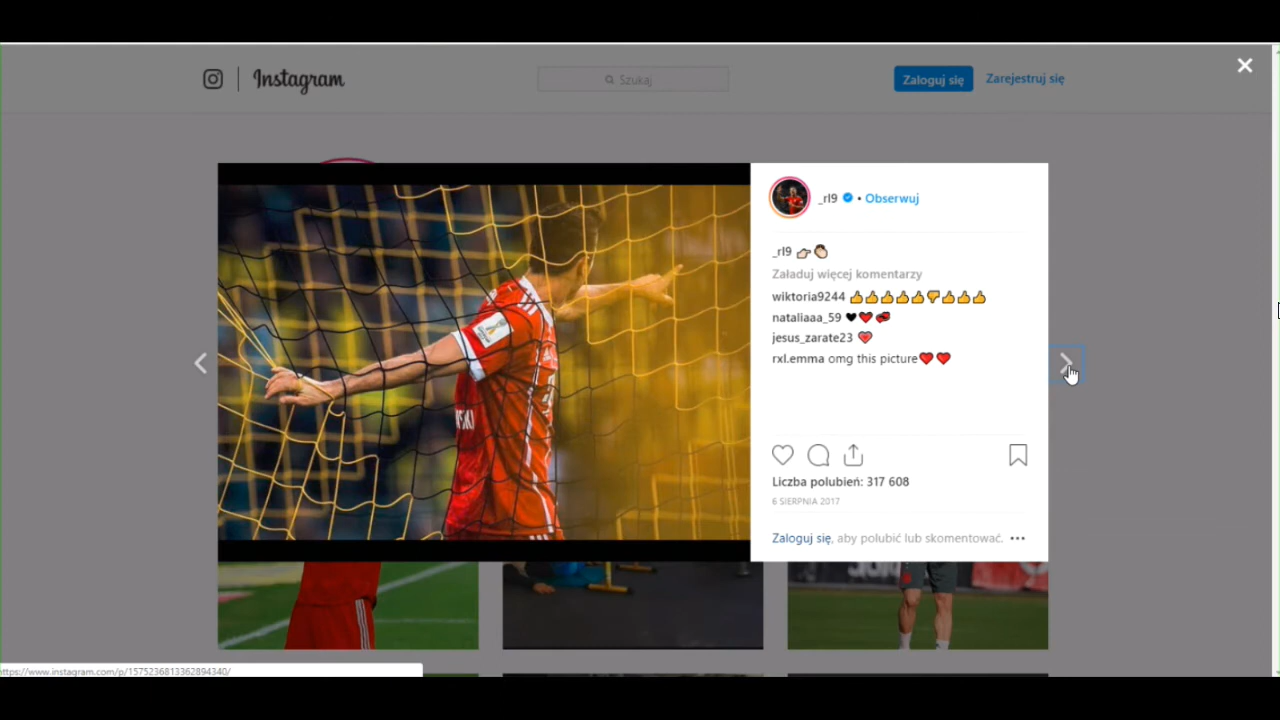 Instagram
Szukaj
Zaloguj się
Zarejestruj się
_rl9 • Obserwuj
_rl9 👉🏻👏🏻
Załaduj więcej komentarzy
wiktoria9244 👍👍👍👍👍👎👍👍👍
nataliaaa_59 🖤❤️💋
jesus_zarate23 💗
rxl.emma omg this picture❤️❤️
Liczba polubień: 317 608
6 SIERPNIA 2017
Zaloguj się, aby polubić lub skomentować.
https://www.instagram.com/p/1575236813362894340/